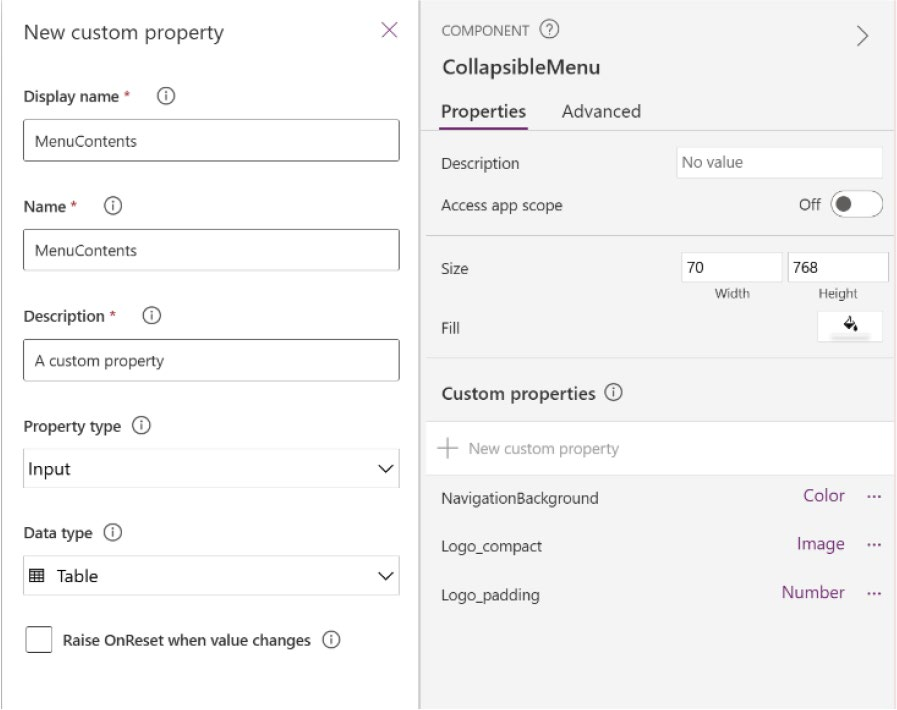 New custom property
Display name *
MenuContents
Name *
MenuContents
Description *
A custom property
Property type
Input
Data type
Table
Raise OnReset when value changes
COMPONENT
CollapsibleMenu
Properties Advanced
Description No value
Access app scope Off
Size 70 768
Width Height
Fill
Custom properties
New custom property
NavigationBackground Color ...
Logo_compact Image ...
Logo_padding Number ...